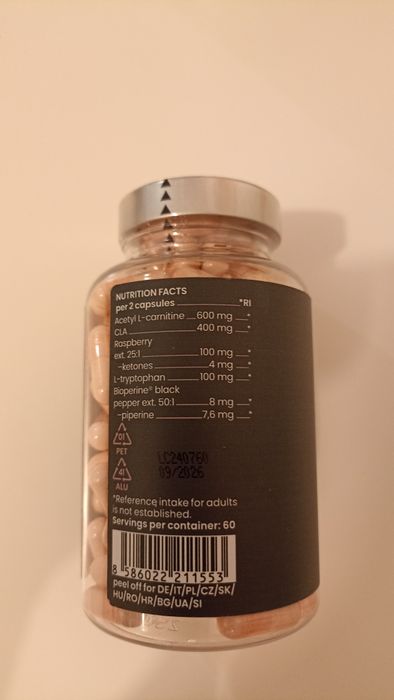 NUTRITION FACTS
per 2 capsules *RI
Acetyl L-carnitine 600 mg *
CLA 400 mg *
Raspberry
ext. 25:1 100 mg *
-ketones 4 mg *
L-tryptophan 100 mg *
Bioperine® black
pepper ext. 50:1 8 mg *
-piperine 7,6 mg *
01
PET
LC240760
09/2026
41
ALU
*Reference intake for adults
is not established.
Servings per container: 60
8 586022 211553
peel off for DE/IT/PL/CZ/SK/
HU/RO/HR/BG/UA/SI